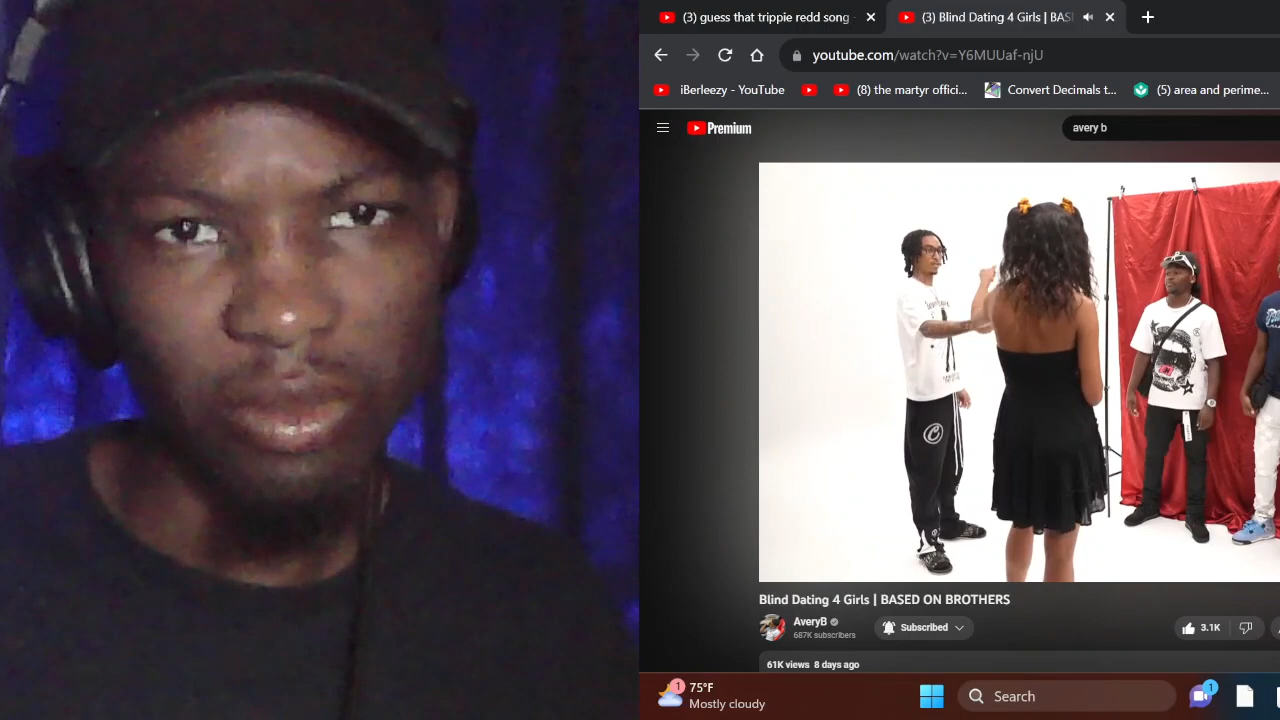 (3) guess that trippie redd song
(3) Blind Dating 4 Girls | BAS
youtube.com/watch?v=Y6MUUaf-njU
iBerleezy - YouTube
(8) the martyr offici...
Convert Decimals t...
(5) area and perime...
Premium
avery b
Blind Dating 4 Girls | BASED ON BROTHERS
AveryB
687K subscribers
Subscribed
3.1K
61K views 8 days ago
1
75°F
Mostly cloudy
Search
1